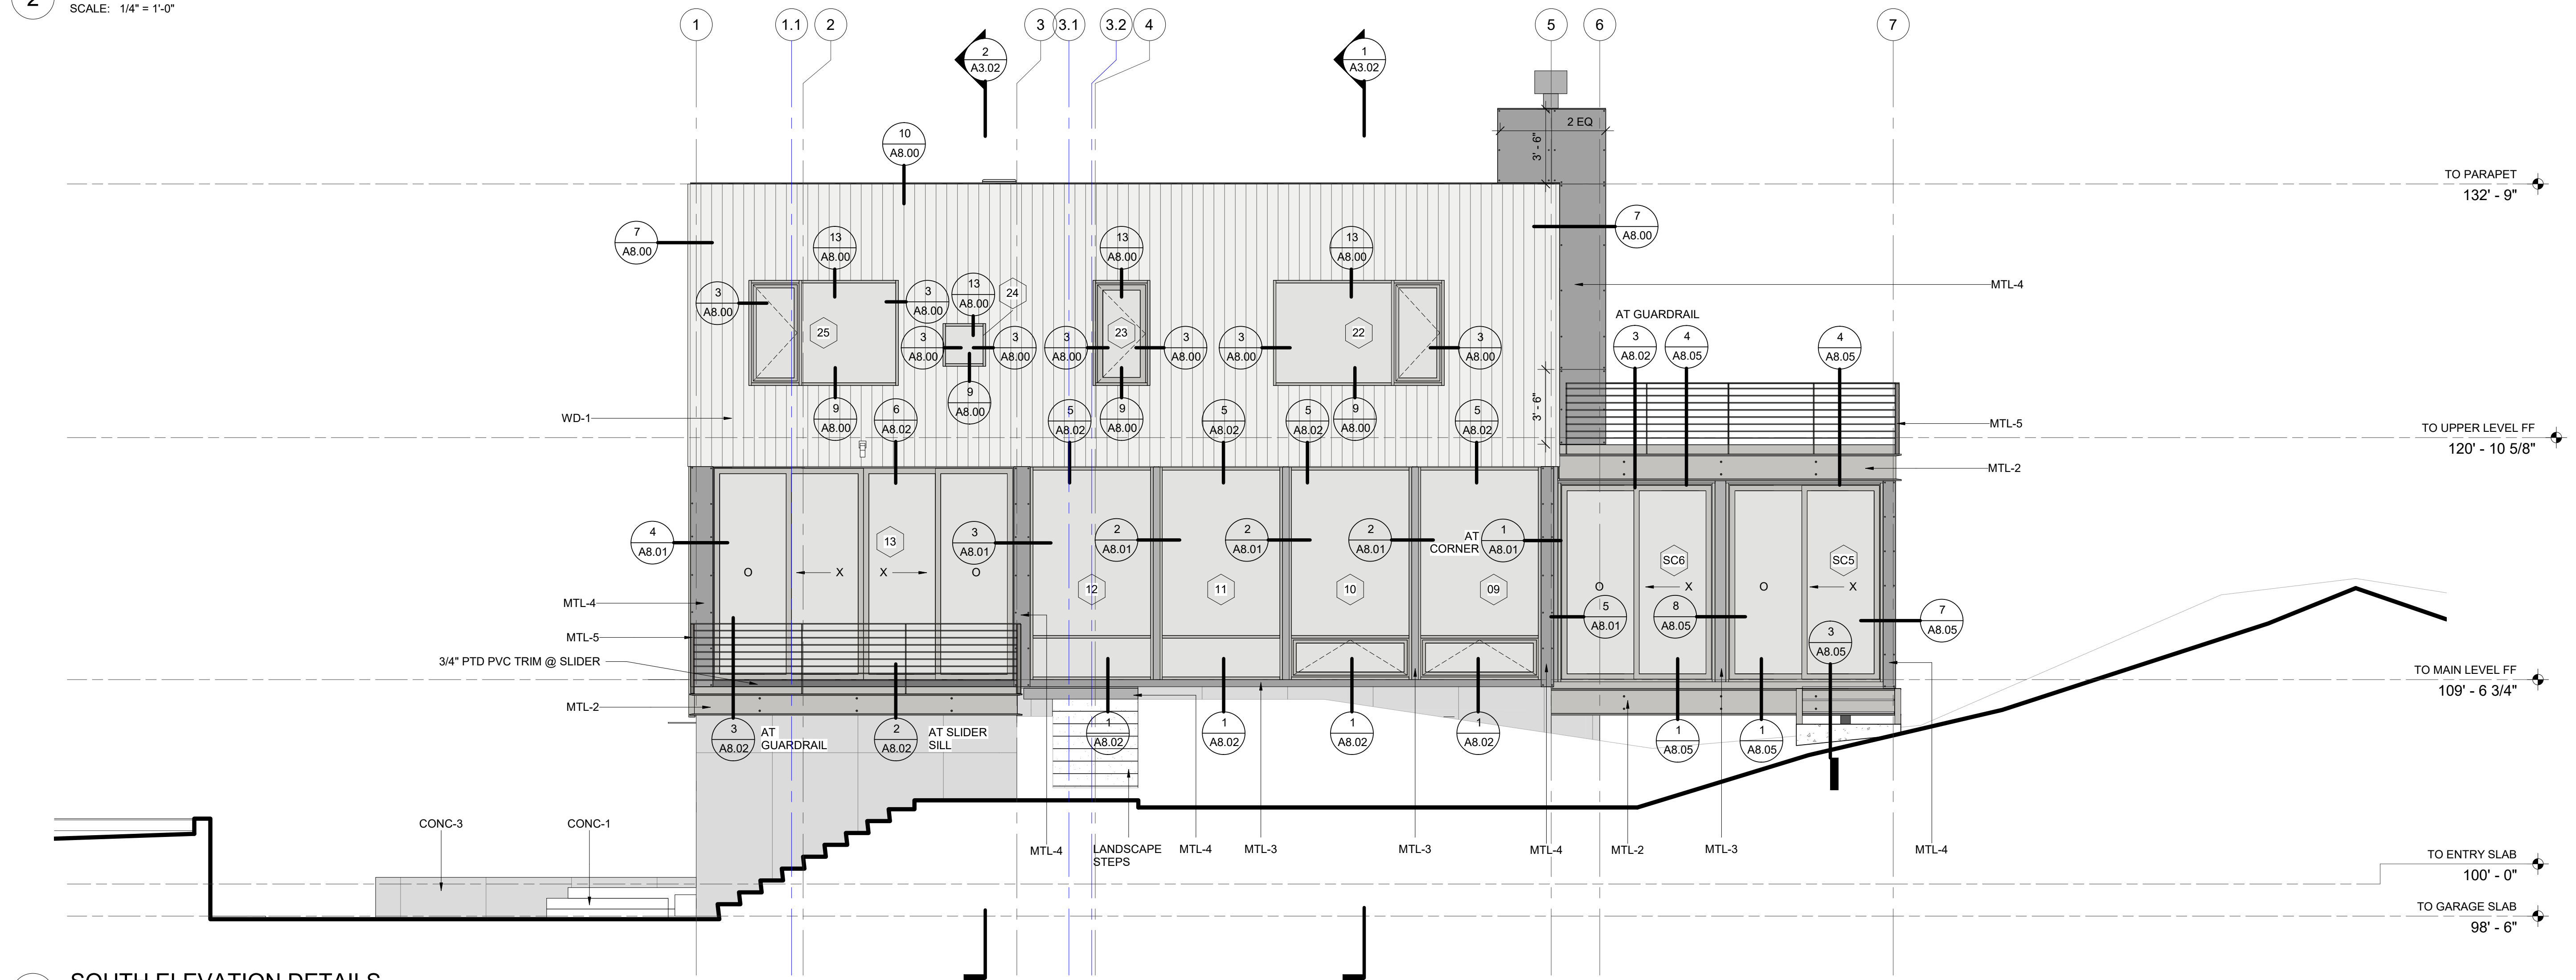 2
SCALE: 1/4" = 1'-0"
1
1.1
2
3
3.1
3.2
4
5
6
7
2
A3.02
1
A3.02
2 EQ
3' - 6"
10
A8.00
TO PARAPET
132' - 9"
7
A8.00
7
A8.00
13
A8.00
13
A8.00
13
A8.00
13
A8.00
24
MTL-4
3
A8.00
3
A8.00
25
23
22
AT GUARDRAIL
3
A8.02
4
A8.05
4
A8.05
3
A8.00
3
A8.00
3
A8.00
3
A8.00
3
A8.00
3
A8.00
9
A8.00
3' - 6"
WD-1
9
A8.00
6
A8.02
5
A8.02
9
A8.00
5
A8.02
5
A8.02
9
A8.00
5
A8.02
MTL-5
TO UPPER LEVEL FF
120' - 10 5/8"
MTL-2
4
A8.01
13
3
A8.01
2
A8.01
2
A8.01
2
A8.01
AT
CORNER
1
A8.01
SC6
SC5
O
X
X
O
12
11
10
09
O
X
O
X
MTL-4
5
A8.01
8
A8.05
7
A8.05
MTL-5
3
A8.05
3/4" PTD PVC TRIM @ SLIDER
TO MAIN LEVEL FF
109' - 6 3/4"
MTL-2
3
A8.02
AT
GUARDRAIL
2
A8.02
AT SLIDER
SILL
1
A8.02
1
A8.02
1
A8.02
1
A8.02
1
A8.05
1
A8.05
CONC-3
CONC-1
MTL-4
LANDSCAPE
STEPS
MTL-4
MTL-3
MTL-3
MTL-4
MTL-2
MTL-3
MTL-4
TO ENTRY SLAB
100' - 0"
TO GARAGE SLAB
98' - 6"
SOUTH ELEVATION DETAILS